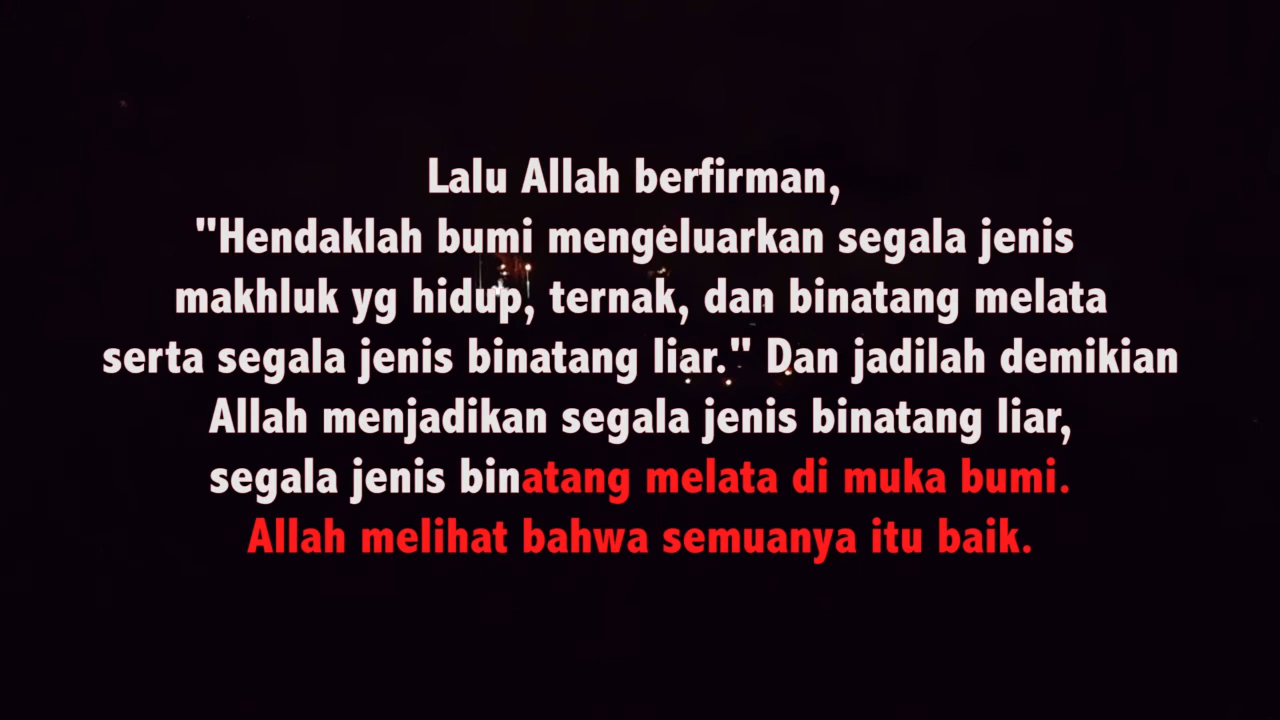 Lalu Allah berfirman,
"Hendaklah bumi mengeluarkan segala jenis
makhluk yg hidup, ternak, dan binatang melata
serta segala jenis binatang liar." Dan jadilah demikian
Allah menjadikan segala jenis binatang liar,
segala jenis binatang melata di muka bumi.
Allah melihat bahwa semuanya itu baik.